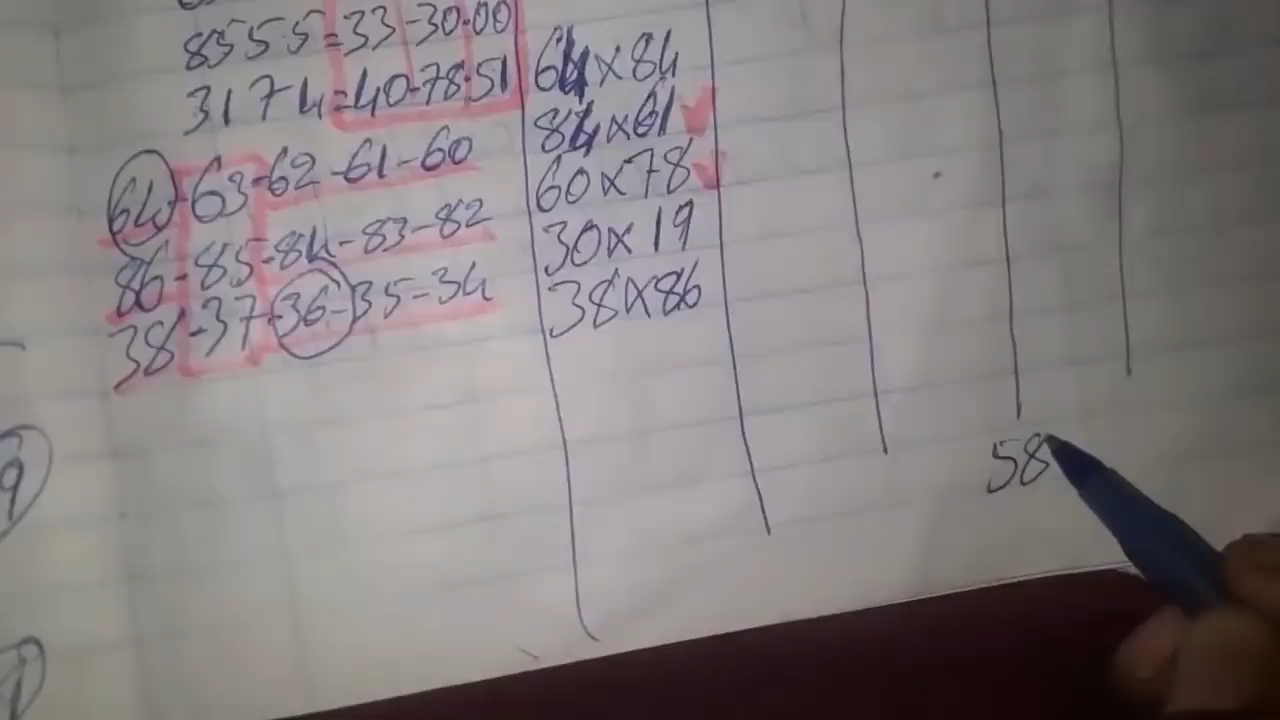 8555=33-30-00
3174=40-78-51
64-63-62-61-60
86-85-84-83-82
38-37-36-35-34
64x84
84x61
60x78
30x19
38x86
58
9